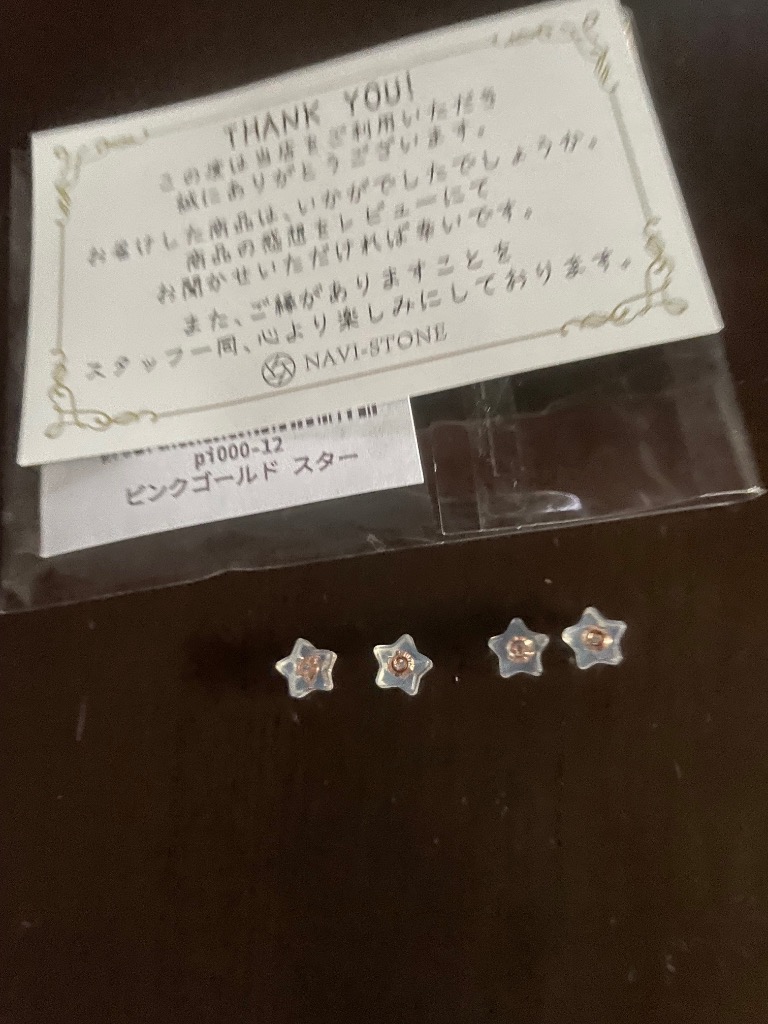 THANK YOU!
この度は当店をご利用いただき
誠にありがとうございます。
お届けした商品は、いかがでしたでしょうか。
商品の感想をレビューにて
お聞かせいただければ幸いです。
また、ご縁がありますことを
スタッフ一同、心より楽しみにしております。
NAVI-STONE
pi000-12
ピンクゴールド スター